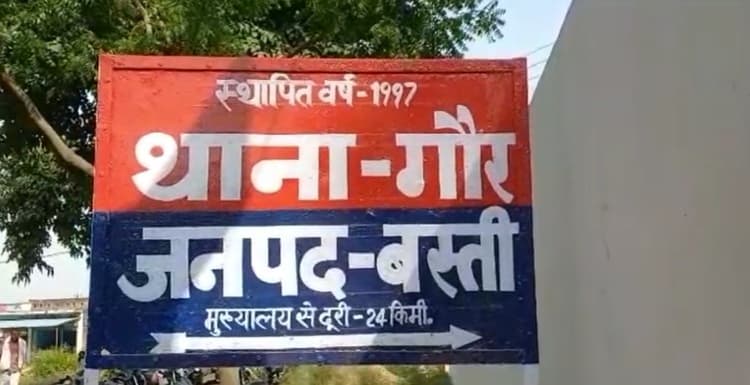 स्थापित वर्ष-1997
थाना-गौर
जनपद-बस्ती
मुख्यालय से दूरी-24 किमी.